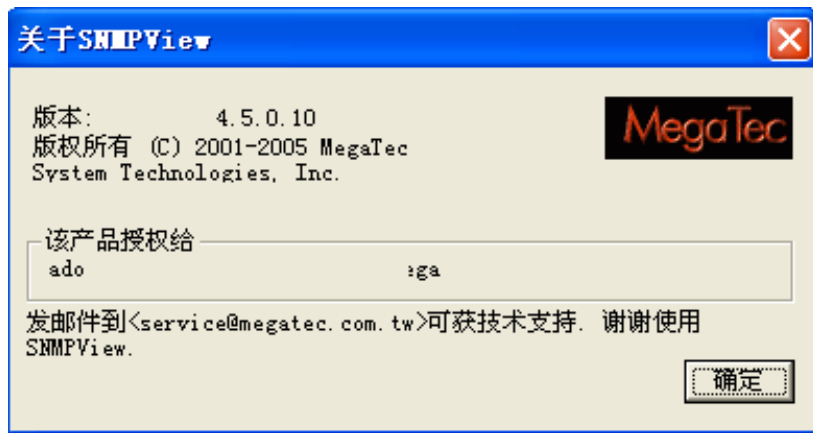 关于SNMPView
版本: 4.5.0.10
MegaTec
版权所有 (C) 2001-2005 MegaTec
System Technologies, Inc.
该产品授权给
ado
发邮件到<service@megatec.com.tw>可获技术支持. 谢谢使用
SNMPView.
确定